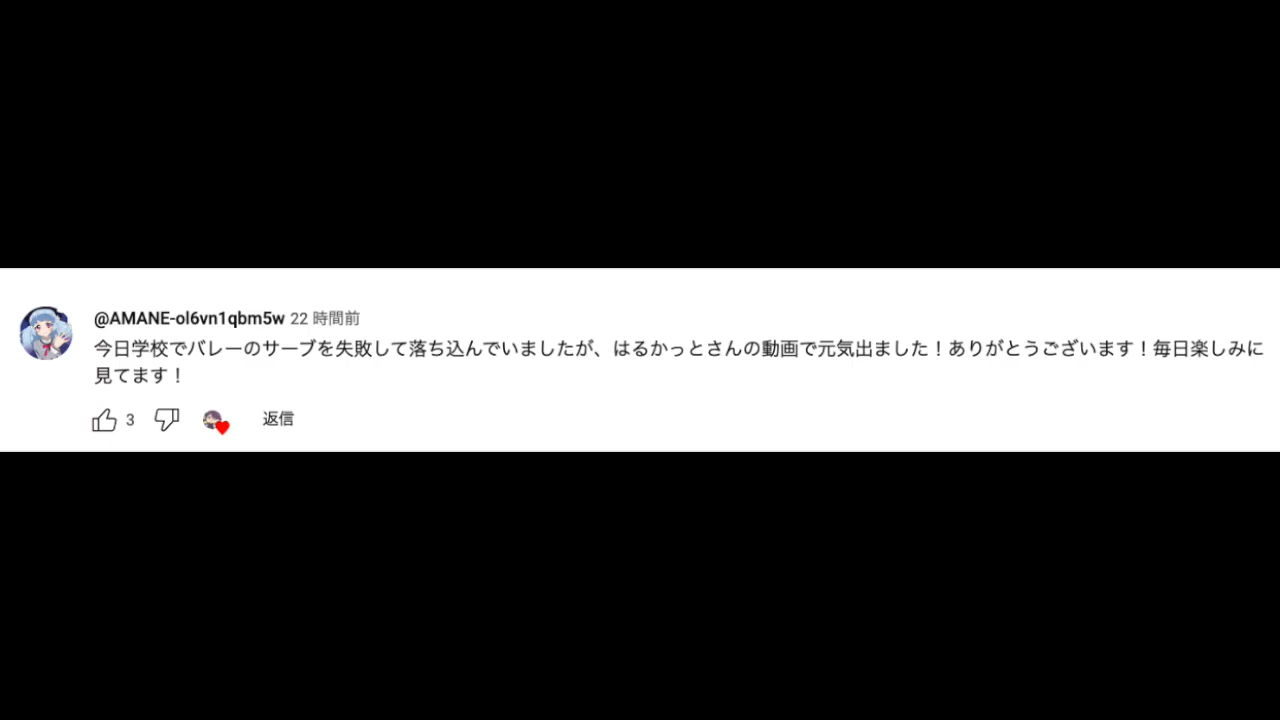 @AMANE-ol6vn1qbm5w 22 時間前
今日学校でバレーのサーブを失敗して落ち込んでいましたが、はるかっとさんの動画で元気出ました！ありがとうございます！毎日楽しみに
見てます！
3 返信